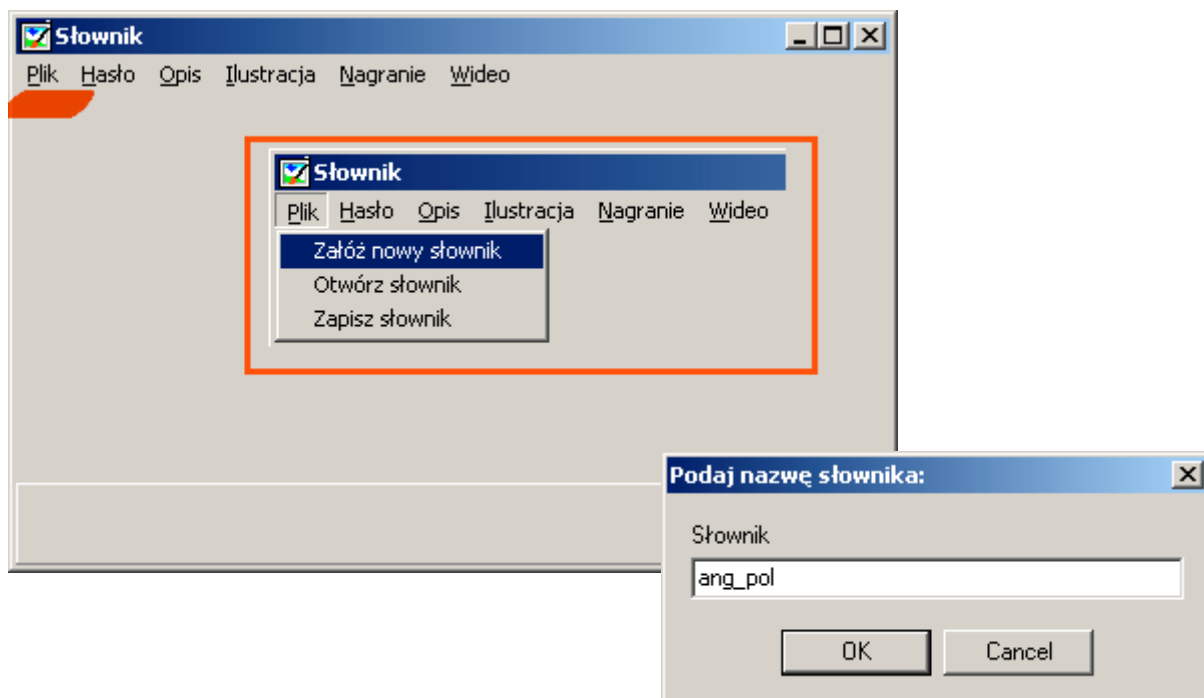 Słownik
Plik Hasło Opis Ilustracja Nagranie Wideo
Słownik
Plik Hasło Opis Ilustracja Nagranie Wideo
Załóż nowy słownik
Otwórz słownik
Zapisz słownik
Podaj nazwę słownika:
Słownik
ang_pol
OK Cancel